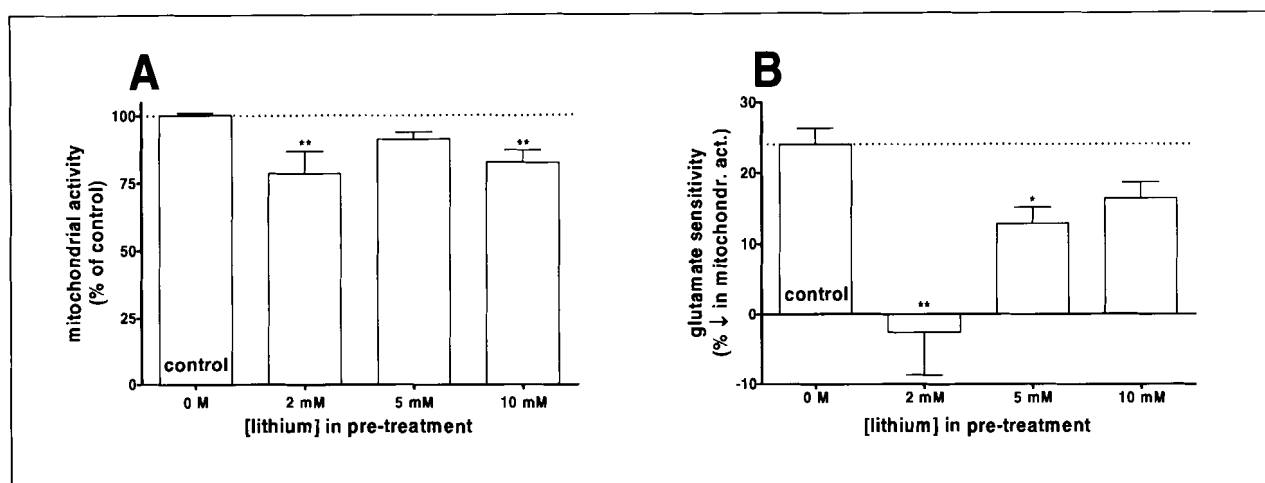 A
mitochondrial activity
(% of control)
100
75
50
25
0
**
**
control
0 M
2 mM
5 mM
10 mM
[lithium] in pre-treatment
B
glutamate sensitivity
(% ↓ in mitochondr. act.)
30
20
10
0
-10
*
**
control
0 M
2 mM
5 mM
10 mM
[lithium] in pre-treatment